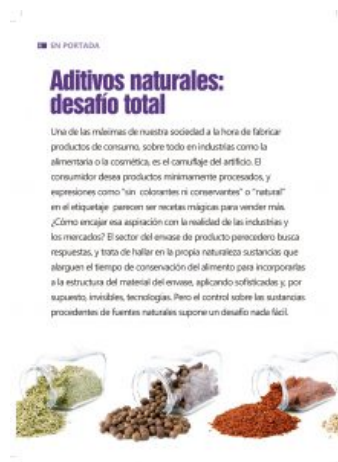 EN PORTADA
Aditivos naturales:
desafío total
Una de las máximas de nuestra sociedad a la hora de fabricar
productos de consumo, sobre todo en industrias como la
alimentaria o la cosmética, es el camuflaje del artificio. El
consumidor desea productos mínimamente procesados, y
expresiones como "sin colorantes ni conservantes" o "natural"
en el etiquetaje parecen ser recetas mágicas para vender más.
¿Cómo encajar esa aspiración con la realidad de las industrias y
los mercados? El sector del envase de producto perecedero busca
respuestas, y trata de hallar en la propia naturaleza sustancias que
alarguen el tiempo de conservación del alimento para incorporarlas
a la estructura del material del envase, aplicando sofisticadas y, por
supuesto, invisibles, tecnologías. Pero el control sobre las sustancias
procedentes de fuentes naturales supone un desafío nada fácil.